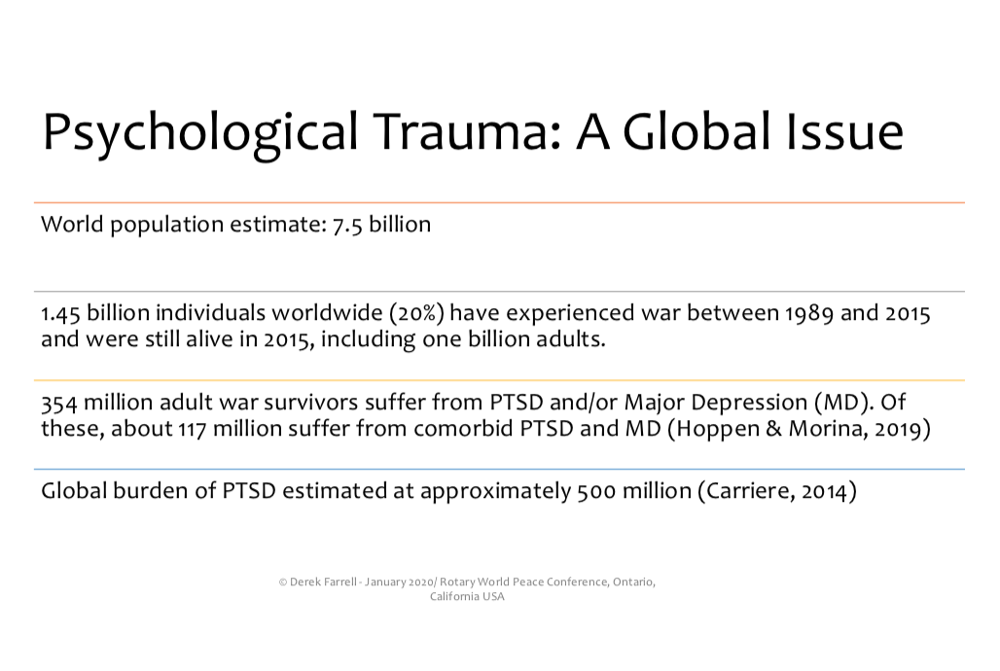 Psychological Trauma: A Global Issue
World population estimate: 7.5 billion
1.45 billion individuals worldwide (20%) have experienced war between 1989 and 2015
and were still alive in 2015, including one billion adults.
354 million adult war survivors suffer from PTSD and/or Major Depression (MD). Of
these, about 117 million suffer from comorbid PTSD and MD (Hoppen & Morina, 2019)
Global burden of PTSD estimated at approximately 500 million (Carriere, 2014)
© Derek Farrell - January 2020/ Rotary World Peace Conference, Ontario,
California USA